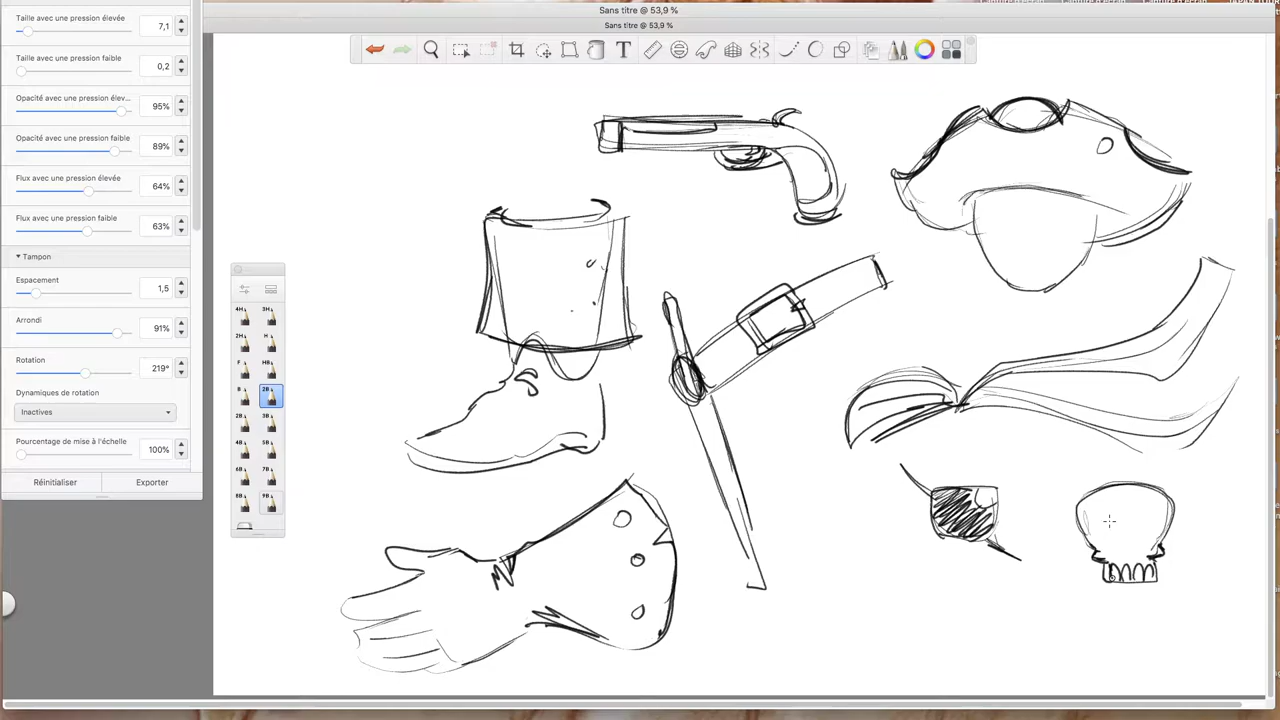 Sans titre @ 53,9 %
Sans titre @ 53,9 %
Taille avec une pression élevée
7,1
Taille avec une pression faible
0,2
Opacité avec une pression élev...
95%
Opacité avec une pression faible
89%
Flux avec une pression élevée
64%
Flux avec une pression faible
63%
Tampon
Espacement
1,5
Arrondi
91%
Rotation
219°
Dynamiques de rotation
Inactives
Pourcentage de mise à l'échelle
100%
Réinitialiser Exporter
T
4H 3H
2H H
F HB
B 2B
2B 3B
4B 5B
6B 7B
8B 9B